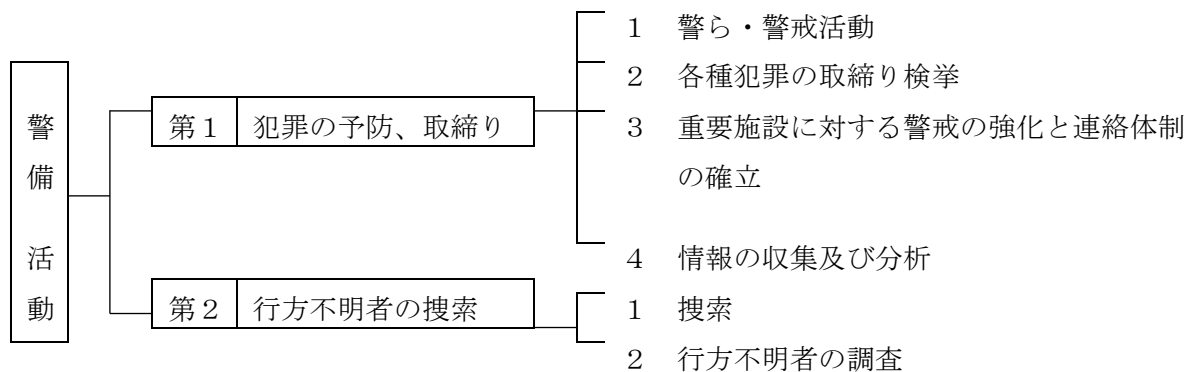 警備活動
第１ 犯罪の予防、取締り
１ 警ら・警戒活動
２ 各種犯罪の取締り検挙
３ 重要施設に対する警戒の強化と連絡体制
の確立
４ 情報の収集及び分析
第２ 行方不明者の捜索
１ 捜索
２ 行方不明者の調査